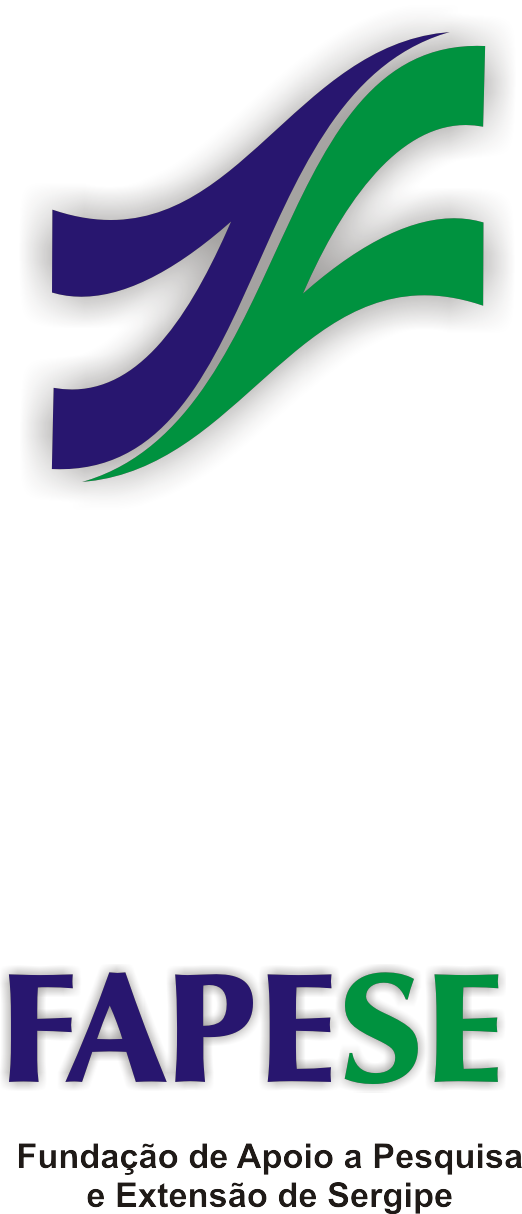 FAPESE
Fundação de Apoio a Pesquisa
e Extensão de Sergipe